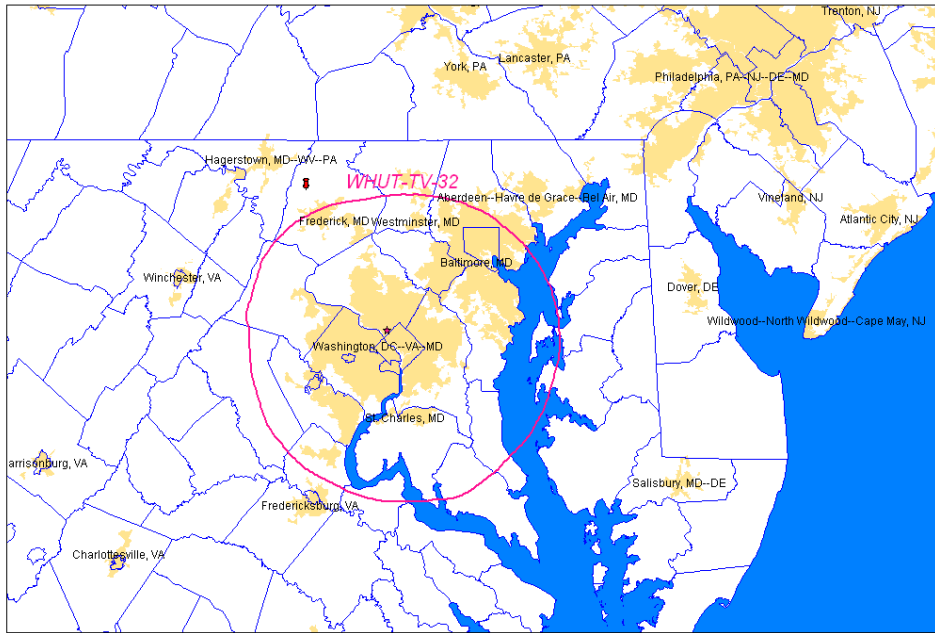 Trenton, NJ
Lancaster, PA
York, PA
Philadelphia, PA--NJ--DE--MD
Hagerstown, MD--WV--PA
WHUT-TV-32
Aberdeen--Havre de Grace--Bel Air, MD
Vineland, NJ
Frederick, MD
Westminster, MD
Atlantic City, NJ
Baltimore, MD
Winchester, VA
Dover, DE
Wildwood--North Wildwood--Cape May, NJ
Washington, DC--VA--MD
St. Charles, MD
arrisonburg, VA
Salisbury, MD--DE
Fredericksburg, VA
Charlottesville, VA